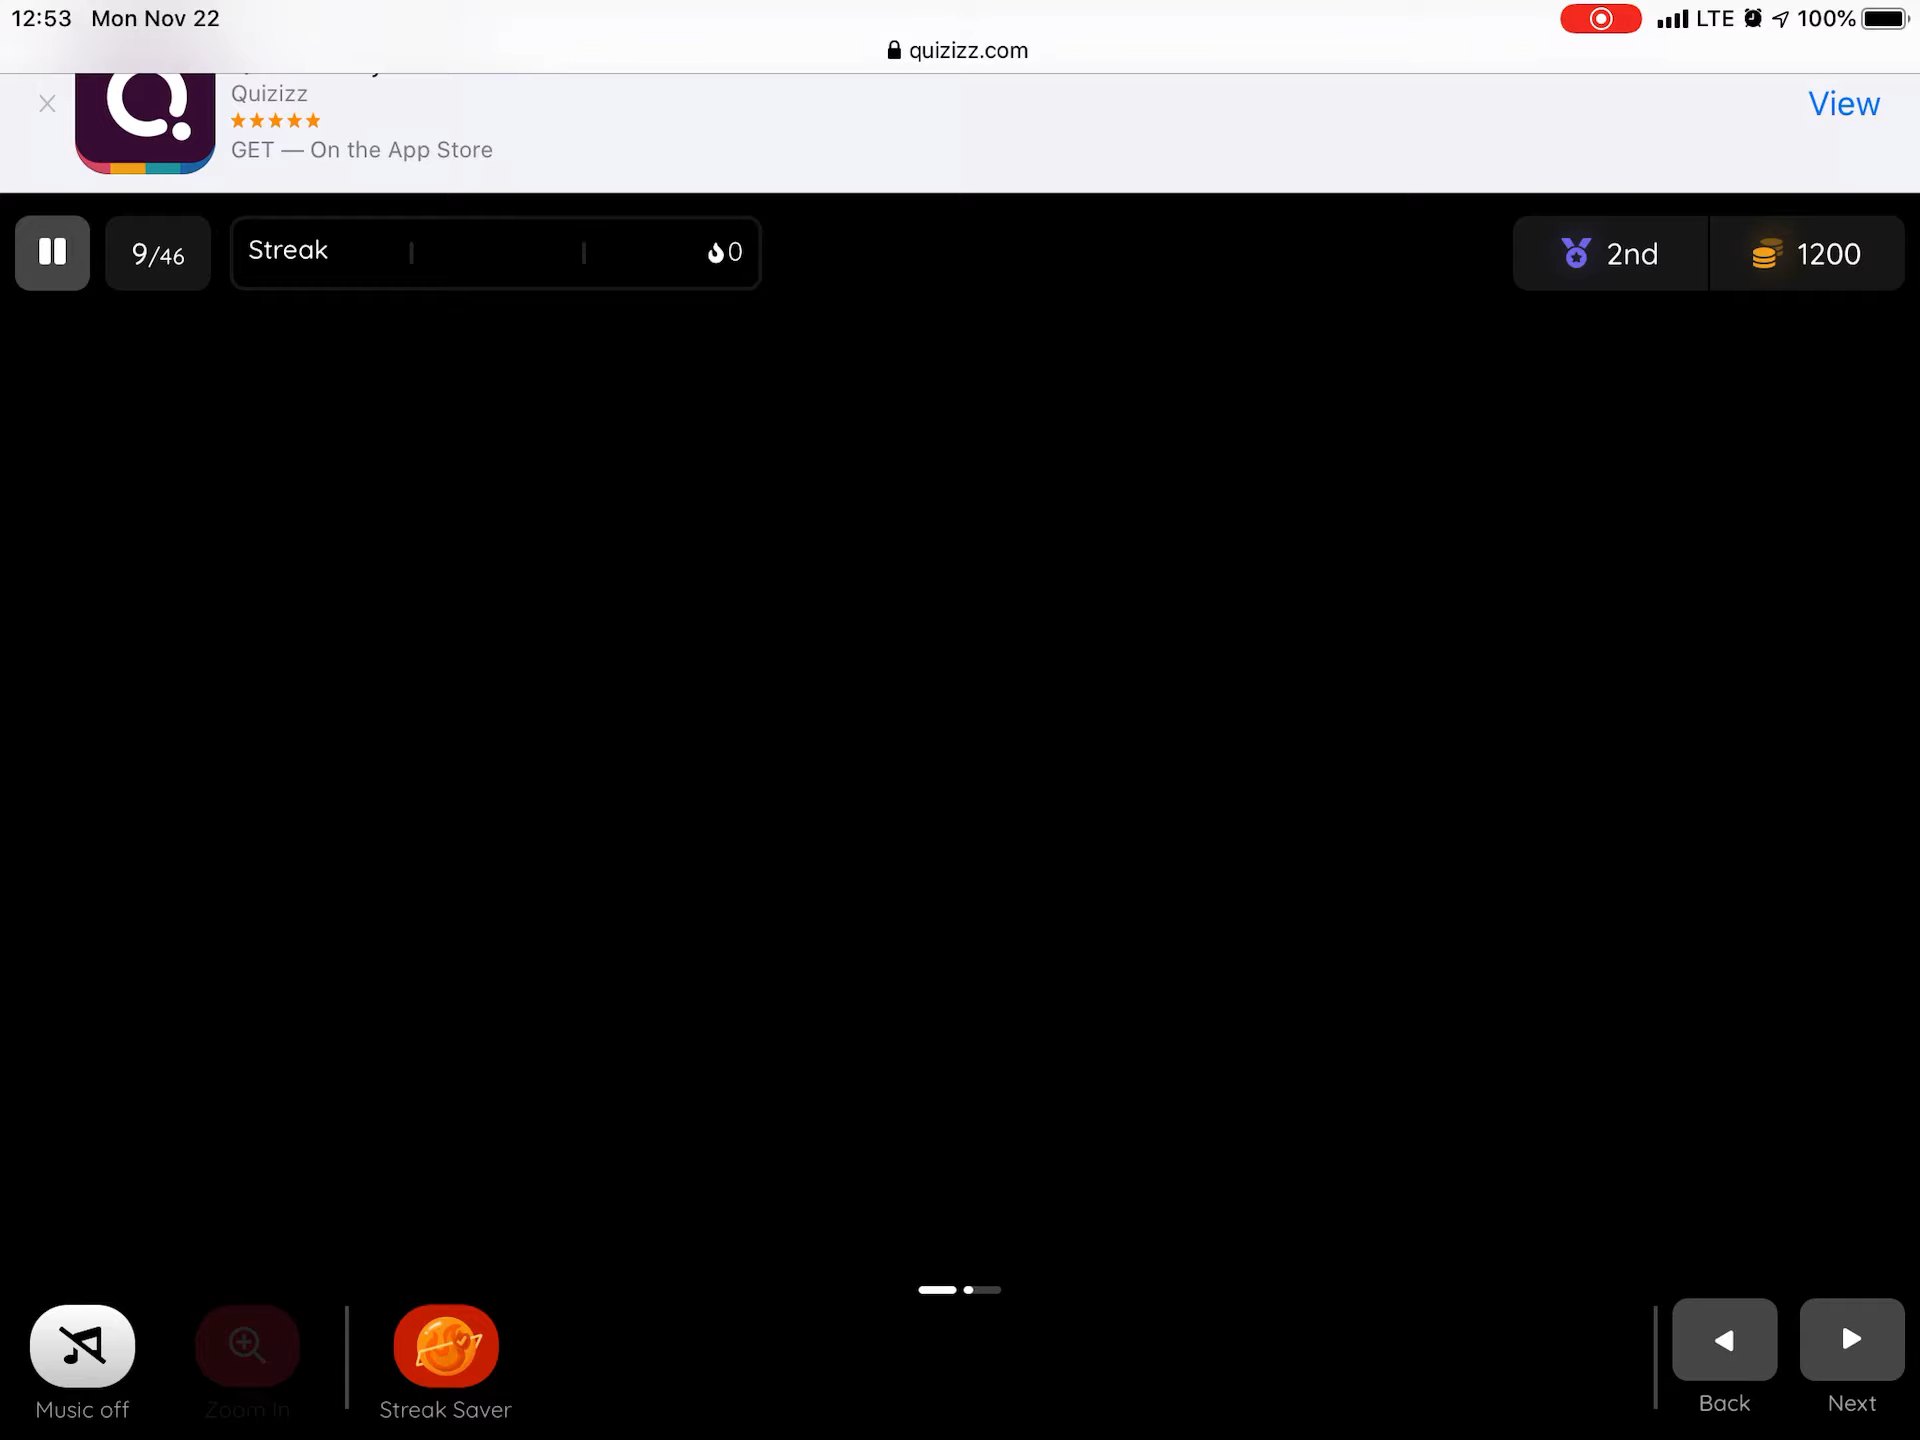 12:53 Mon Nov 22
LTE 100%
quizizz.com
Quizizz
GET — On the App Store
View
9/46
Streak
0
2nd
1200
Music off
Zoom In
Streak Saver
Back
Next